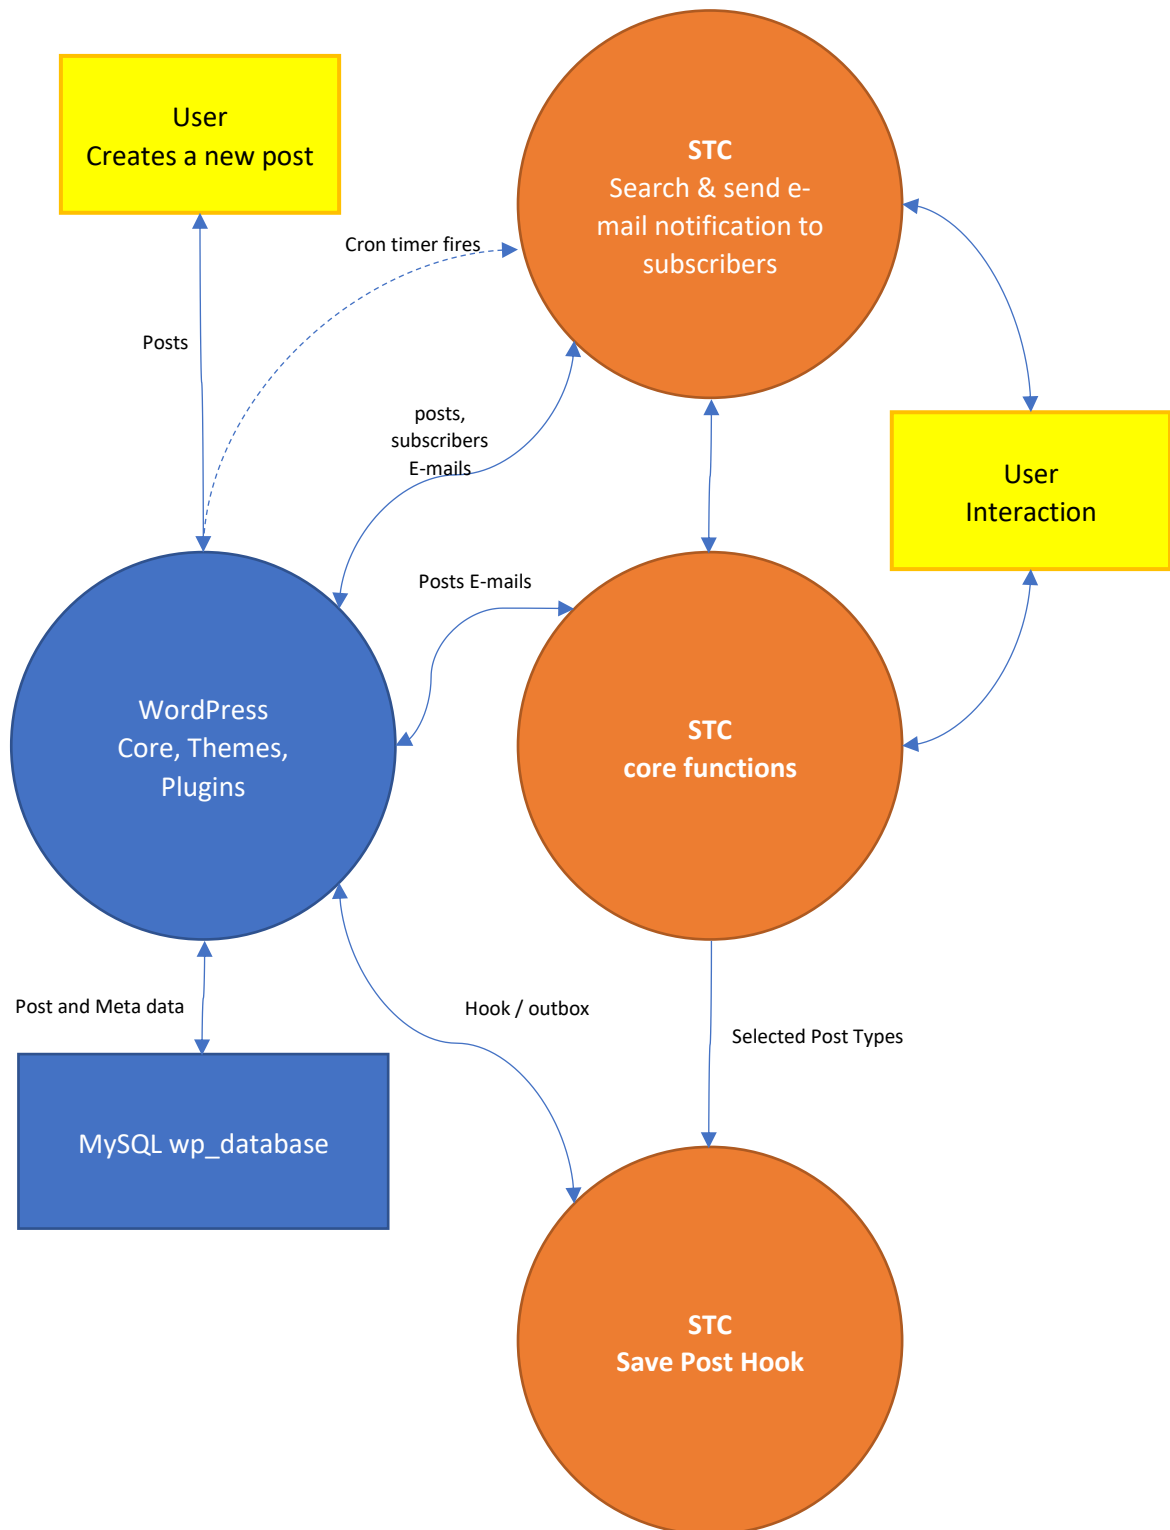 User
Creates a new post
STC
Search & send e-
mail notification to
subscribers
Cron timer fires
Posts
posts,
subscribers
E-mails
User
Interaction
Posts E-mails
WordPress
Core, Themes,
Plugins
STC
core functions
Post and Meta data
Hook / outbox
Selected Post Types
MySQL wp_database
STC
Save Post Hook